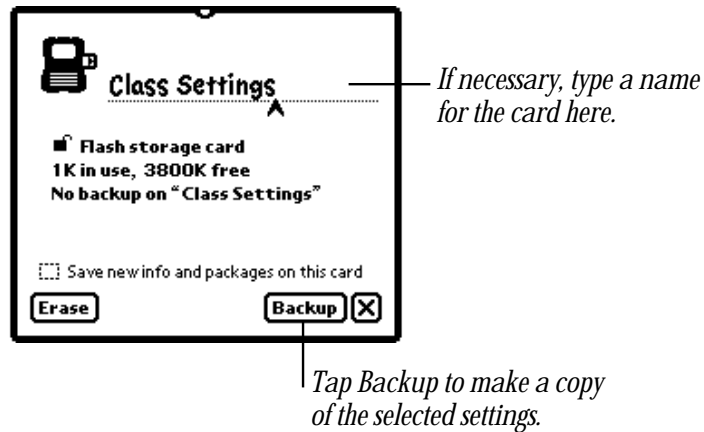 Class Settings
If necessary, type a name
for the card here.
Flash storage card
1K in use, 3800K free
No backup on “Class Settings”
Save new info and packages on this card
Erase
Backup
X
Tap Backup to make a copy
of the selected settings.